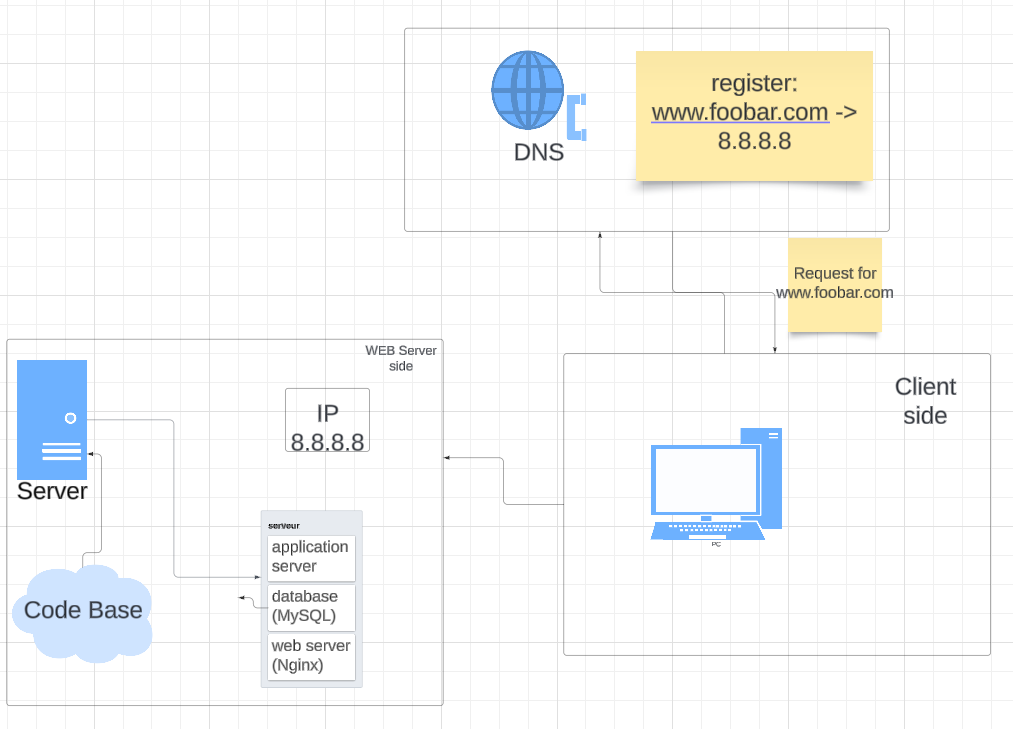 register:
www.foobar.com ->
8.8.8.8
DNS
Request for
www.foobar.com
WEB Server
side
IP
8.8.8.8
Server
Client
side
serveur
application
server
database
(MySQL)
web server
(Nginx)
Code Base
PC